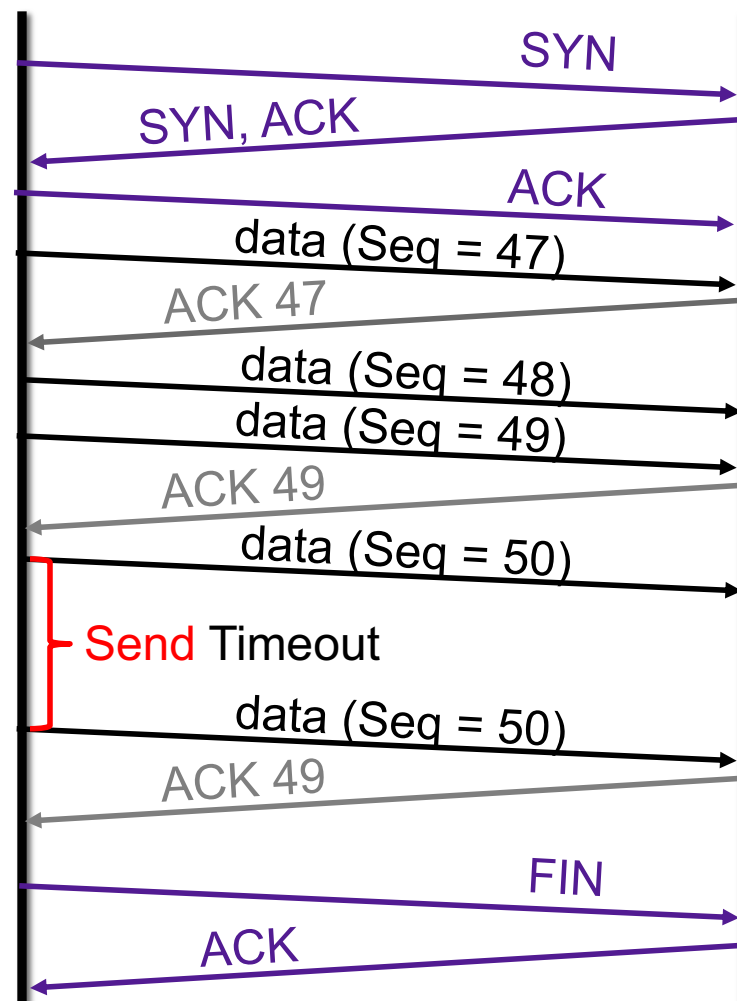 SYN
SYN, ACK
ACK
data (Seq = 47)
ACK 47
data (Seq = 48)
data (Seq = 49)
ACK 49
data (Seq = 50)
Send Timeout
data (Seq = 50)
ACK 49
FIN
ACK